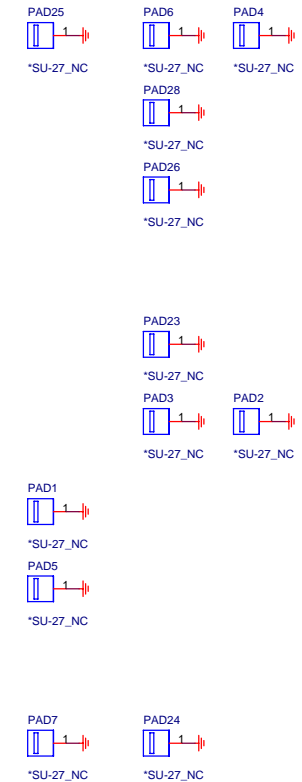 PAD25 PAD6 PAD4
1 1 1
*SU-27_NC *SU-27_NC *SU-27_NC
PAD28
1
*SU-27_NC
PAD26
1
*SU-27_NC
PAD23
1
*SU-27_NC
PAD3 PAD2
1 1
*SU-27_NC *SU-27_NC
PAD1
1
*SU-27_NC
PAD5
1
*SU-27_NC
PAD7 PAD24
1 1
*SU-27_NC *SU-27_NC